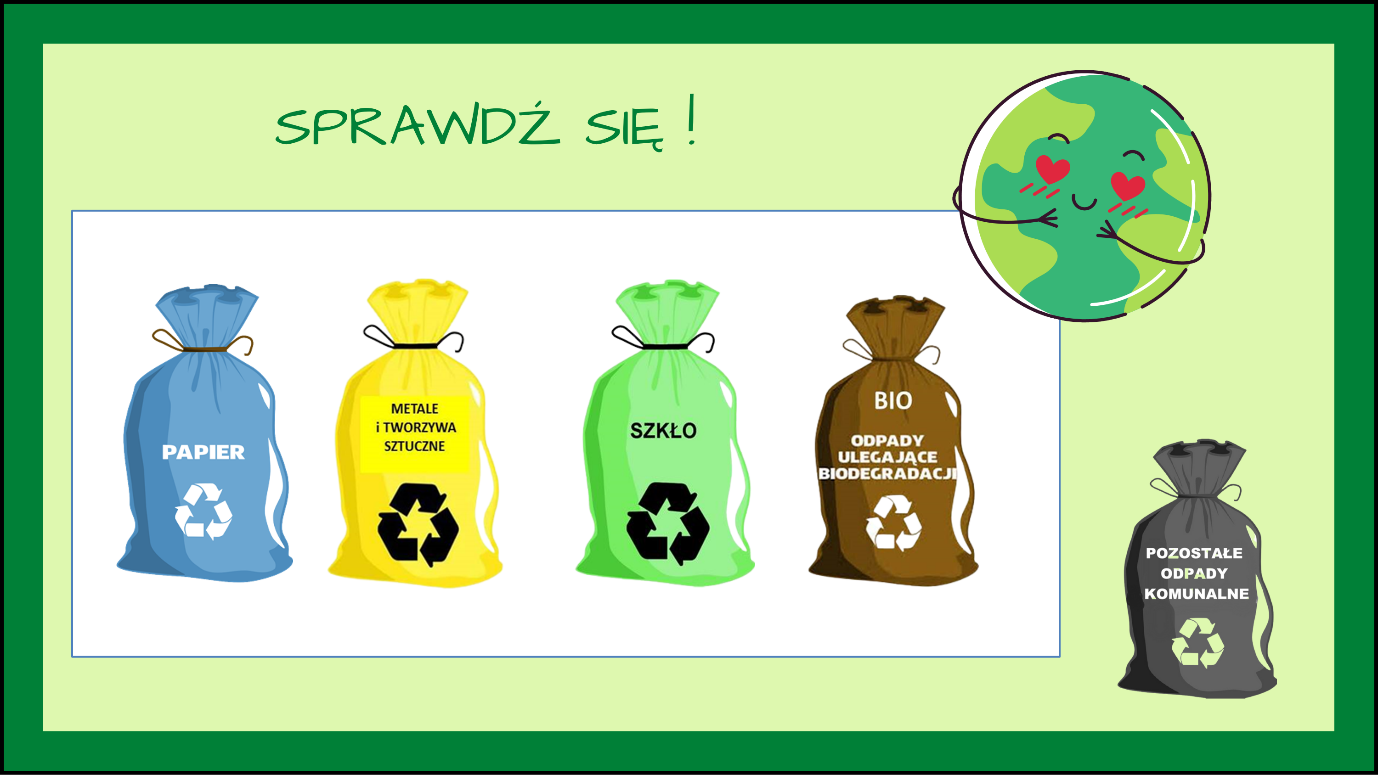 SPRAWDŹ SIĘ !
PAPIER
METALE
i TWORZYWA
SZTUCZNE
SZKŁO
BIO
ODPADY
ULEGAJĄCE
BIODEGRADACJI
POZOSTAŁE
ODPADY
KOMUNALNE